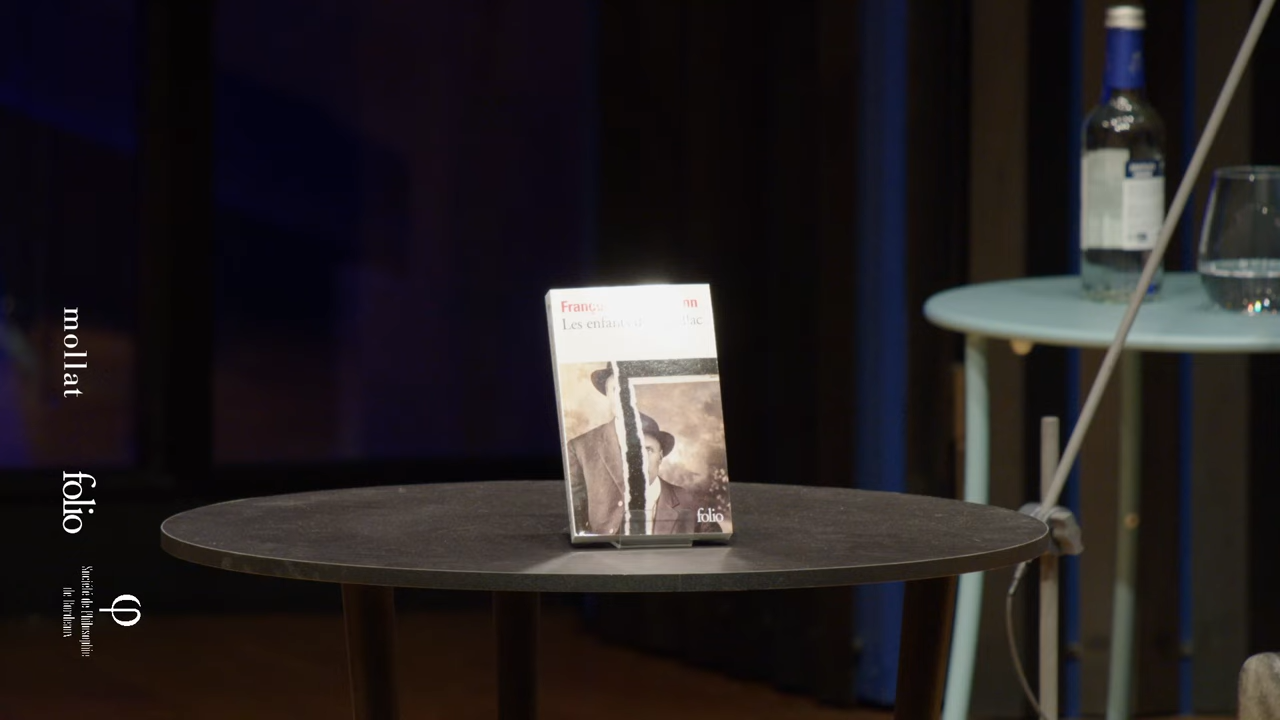 mollat
folio
Société de Philosophie
de Bordeaux
φ
Les enfants
folio